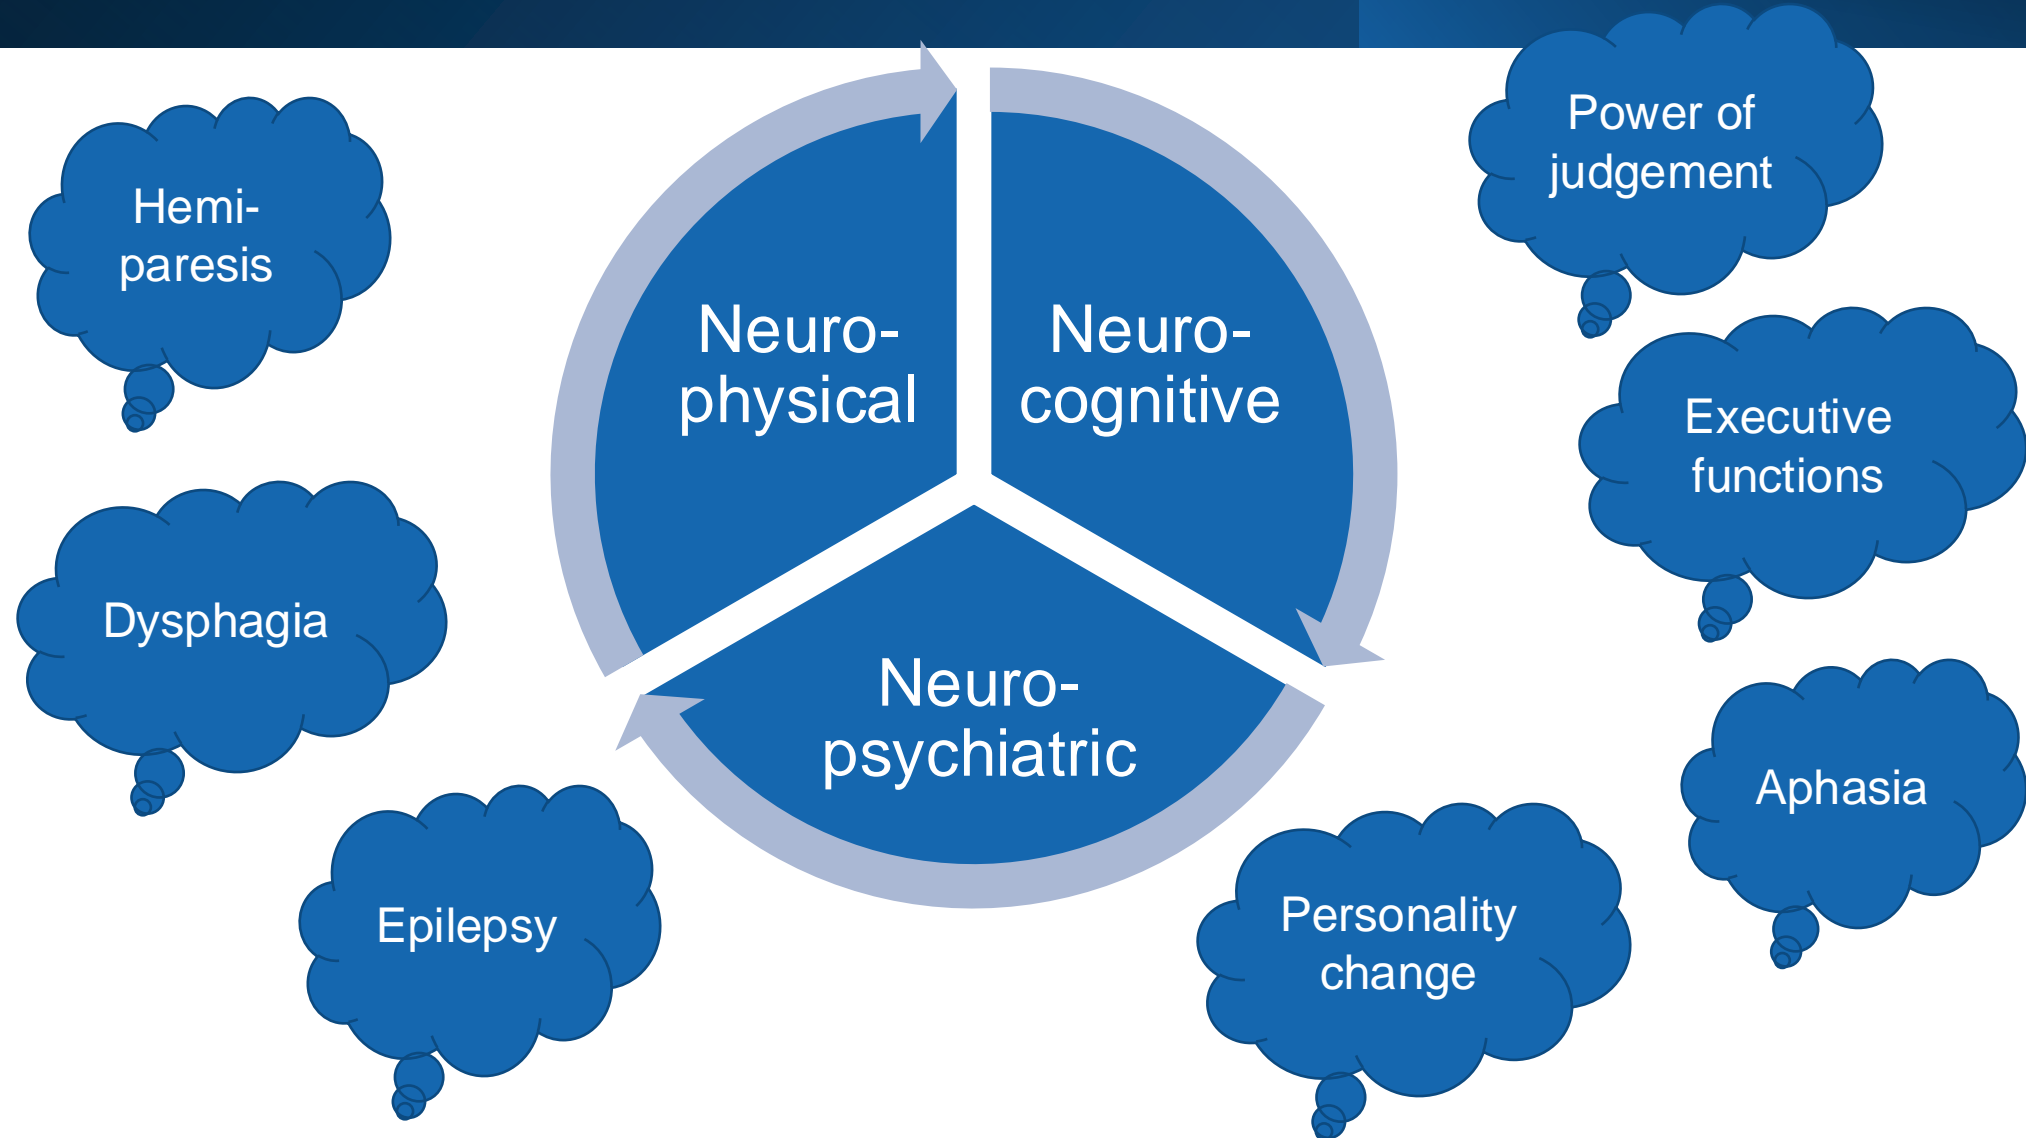 Hemi-
paresis
Dysphagia
Epilepsy
Neuro-
physical
Neuro-
cognitive
Neuro-
psychiatric
Power of
judgement
Executive
functions
Aphasia
Personality
change